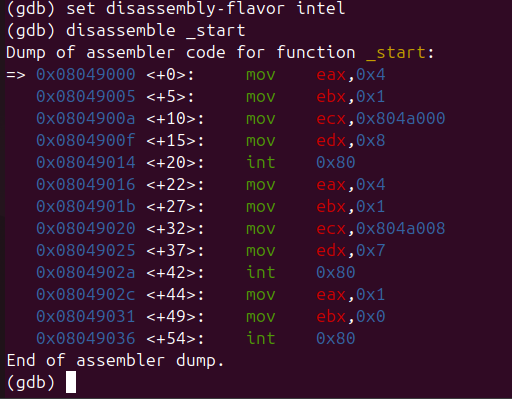 (gdb) set disassembly-flavor intel
(gdb) disassemble _start
Dump of assembler code for function _start:
=> 0x08049000 <+0>:     mov    eax,0x4
   0x08049005 <+5>:     mov    ebx,0x1
   0x0804900a <+10>:    mov    ecx,0x804a000
   0x0804900f <+15>:    mov    edx,0x8
   0x08049014 <+20>:    int    0x80
   0x08049016 <+22>:    mov    eax,0x4
   0x0804901b <+27>:    mov    ebx,0x1
   0x08049020 <+32>:    mov    ecx,0x804a008
   0x08049025 <+37>:    mov    edx,0x7
   0x0804902a <+42>:    int    0x80
   0x0804902c <+44>:    mov    eax,0x1
   0x08049031 <+49>:    mov    ebx,0x0
   0x08049036 <+54>:    int    0x80
End of assembler dump.
(gdb)